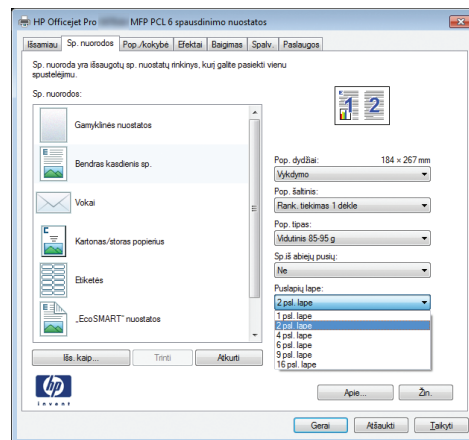 HP Officejet Pro MFP PCL 6 spausdinimo nuostatos
Išsamiau Sp. nuorodos Pop./kokybė Efektai Baigimas Spalv. Paslaugos
Sp. nuoroda yra išsaugotų sp. nuostatų rinkinys, kurį galite pasiekti vienu
spustelėjimu.
Sp. nuorodos:
Gamyklinės nuostatos
Bendras kasdienis sp.
Vokai
Kartonas/storas popierius
Etiketės
„EcoSMART“ nuostatos
Išs. kaip...
Trinti
Atkurti
1 2
Pop. dydžiai: 184 × 267 mm
Vykdymo
Pop. šaltinis:
Rank. tiekimas 1 dėkle
Pop. tipas:
Vidutinis 85-95 g
Sp.iš abiejų pusių:
Ne
Puslapių lape:
2 psl. lape
1 psl. lape
2 psl. lape
4 psl. lape
6 psl. lape
9 psl. lape
16 psl. lape
hp
invent
Apie...
Žin.
Gerai
Atšaukti
Taikyti